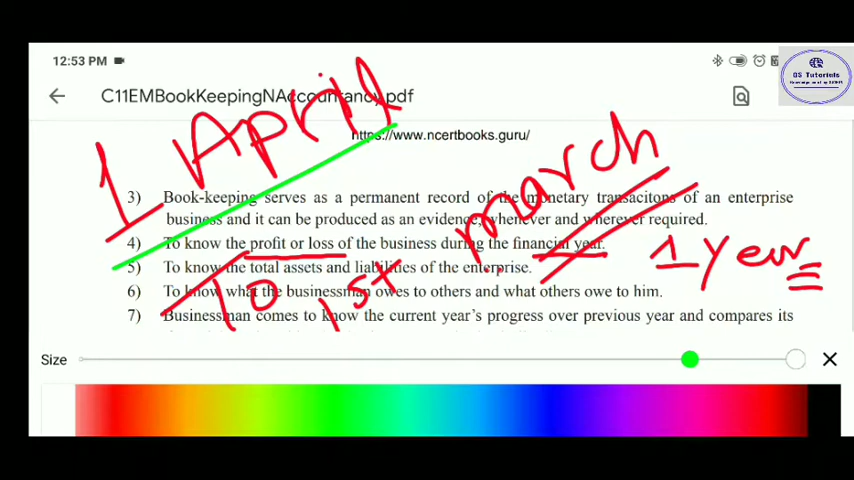 12:53 PM
GS Tutorials
C11EMBookKeepingNAccountancy.pdf
1 April
https://www.ncertbooks.guru/
march
3) Book-keeping serves as a permanent record of the monetary transacitons of an enterprise
business and it can be produced as an evidence, whenever and wherever required.
4) To know the profit or loss of the business during the financial year.
1 Year
5) To know the total assets and liabilities of the enterprise.
To 1st
6) To know what the businessman owes to others and what others owe to him.
7) Businessman comes to know the current year's progress over previous year and compares its
Size